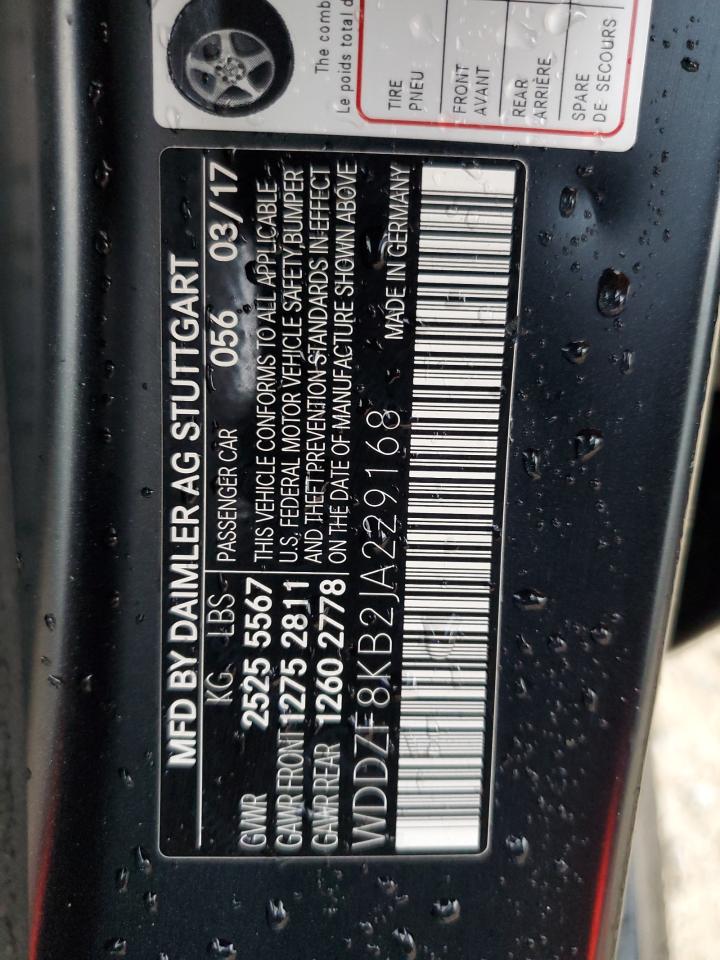 The comb
Le poids total d
TIRE
PNEU
FRONT
AVANT
REAR
ARRIÈRE
SPARE
DE SECOURS
MFD BY DAIMLER AG STUTTGART
KG LBS PASSENGER CAR 056 03/17
GWR 2525 5567 THIS VEHICLE CONFORMS TO ALL APPLICABLE
GAWR FRONT 1275 2811 U.S. FEDERAL MOTOR VEHICLE SAFETY, BUMPER
GAWR REAR 1260 2778 AND THEFT PREVENTION STANDARDS IN EFFECT
ON THE DATE OF MANUFACTURE SHOWN ABOVE
WDDZF8KB2JA229168 MADE IN GERMANY